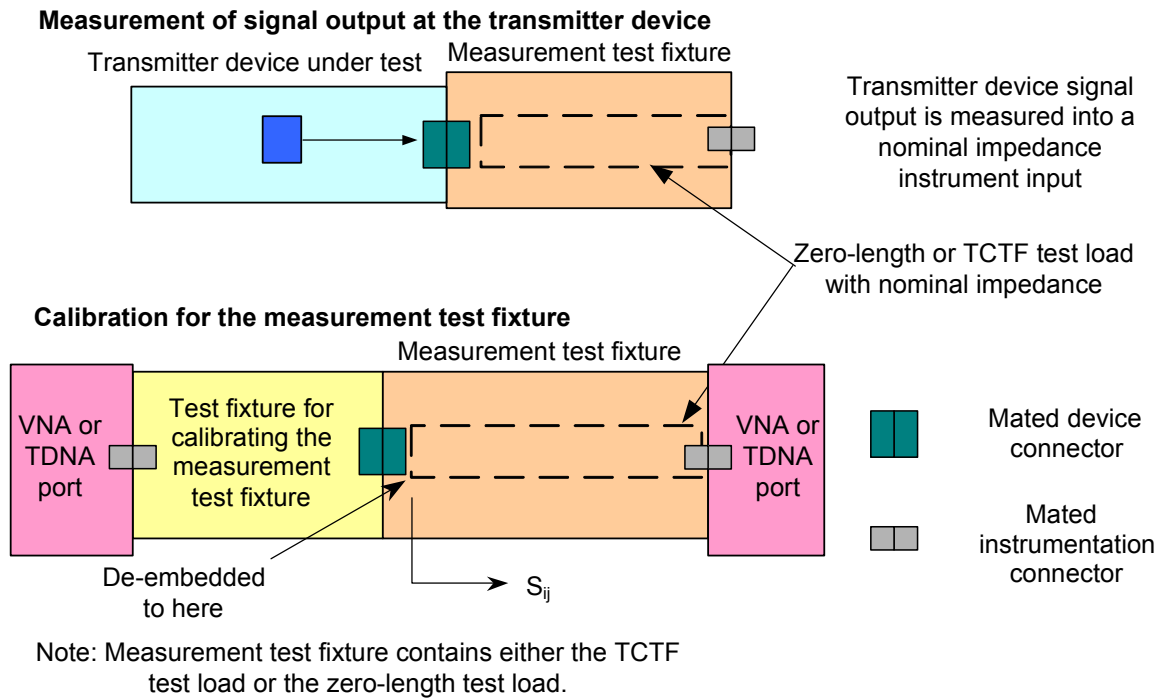 Measurement of signal output at the transmitter device
Transmitter device under test
Measurement test fixture
Transmitter device signal
output is measured into a
nominal impedance
instrument input
Zero-length or TCTF test load
with nominal impedance
Calibration for the measurement test fixture
Measurement test fixture
VNA or
TDNA
port
Test fixture for
calibrating the
measurement
test fixture
VNA or
TDNA
port
Mated device
connector
Mated
instrumentation
connector
De-embedded
to here
Sij
Note: Measurement test fixture contains either the TCTF
test load or the zero-length test load.